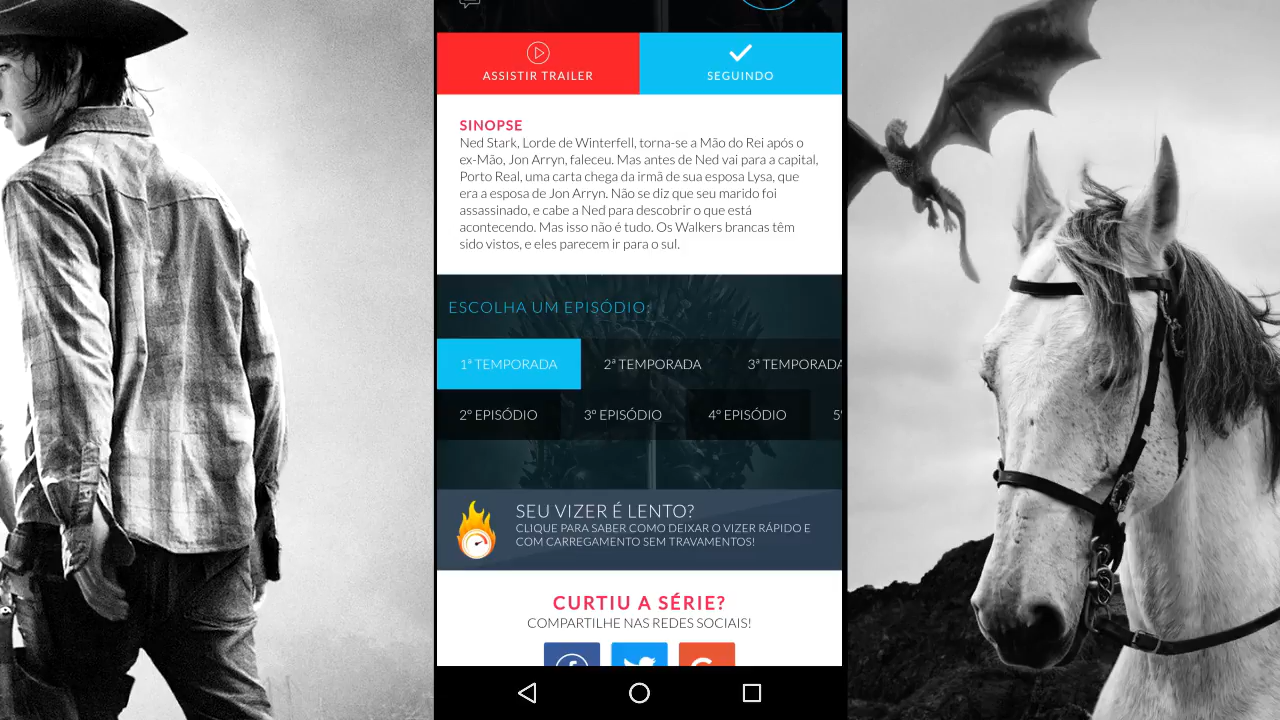 ASSISTIR TRAILER
SEGUINDO
SINOPSE
Ned Stark, Lorde de Winterfell, torna-se a Mão do Rei após o
ex-Mão, Jon Arryn, faleceu. Mas antes de Ned vai para a capital,
Porto Real, uma carta chega da irmã de sua esposa Lysa, que
era a esposa de Jon Arryn. Não se diz que seu marido foi
assassinado, e cabe a Ned para descobrir o que está
acontecendo. Mas isso não é tudo. Os Walkers brancas têm
sido vistos, e eles parecem ir para o sul.
ESCOLHA UM EPISÓDIO:
1ª TEMPORADA 2ª TEMPORADA 3ª TEMPORADA
2º EPISÓDIO 3º EPISÓDIO 4º EPISÓDIO 5º
SEU VIZER É LENTO?
CLIQUE PARA SABER COMO DEIXAR O VIZER RÁPIDO E
COM CARREGAMENTO SEM TRAVAMENTOS!
CURTIU A SÉRIE?
COMPARTILHE NAS REDES SOCIAIS!